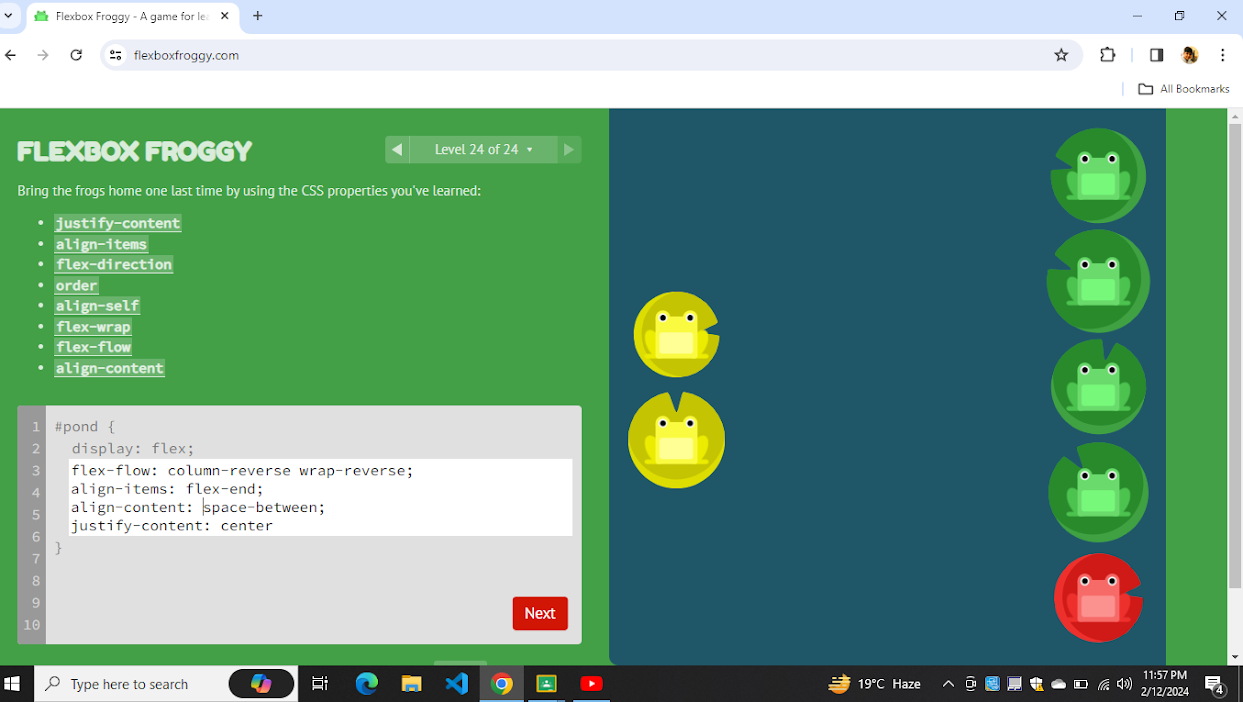 Flexbox Froggy - A game for le
flexboxfroggy.com
All Bookmarks
FLEXBOX FROGGY
Level 24 of 24
Bring the frogs home one last time by using the CSS properties you've learned:
justify-content
align-items
flex-direction
order
align-self
flex-wrap
flex-flow
align-content
1 #pond {
2 display: flex;
3 flex-flow: column-reverse wrap-reverse;
4 align-items: flex-end;
5 align-content: space-between;
6 justify-content: center
7 }
8
9
10
Next
Type here to search
19°C Haze
11:57 PM
2/12/2024
4